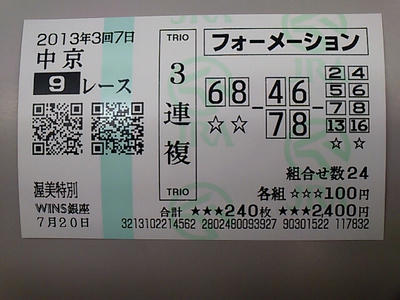 2013年3回7日
中京
9レース
渥美特別
WINS銀座
7月20日
TRIO
3連複
TRIO
フォーメーション
68-46-24
78 56
☆☆ 78
1316
☆ ☆
組合せ数24
各組 ☆☆☆100円
合計 ★★★240枚 ★★★2,400円
3213102214562 2802480093927 90301522 117832